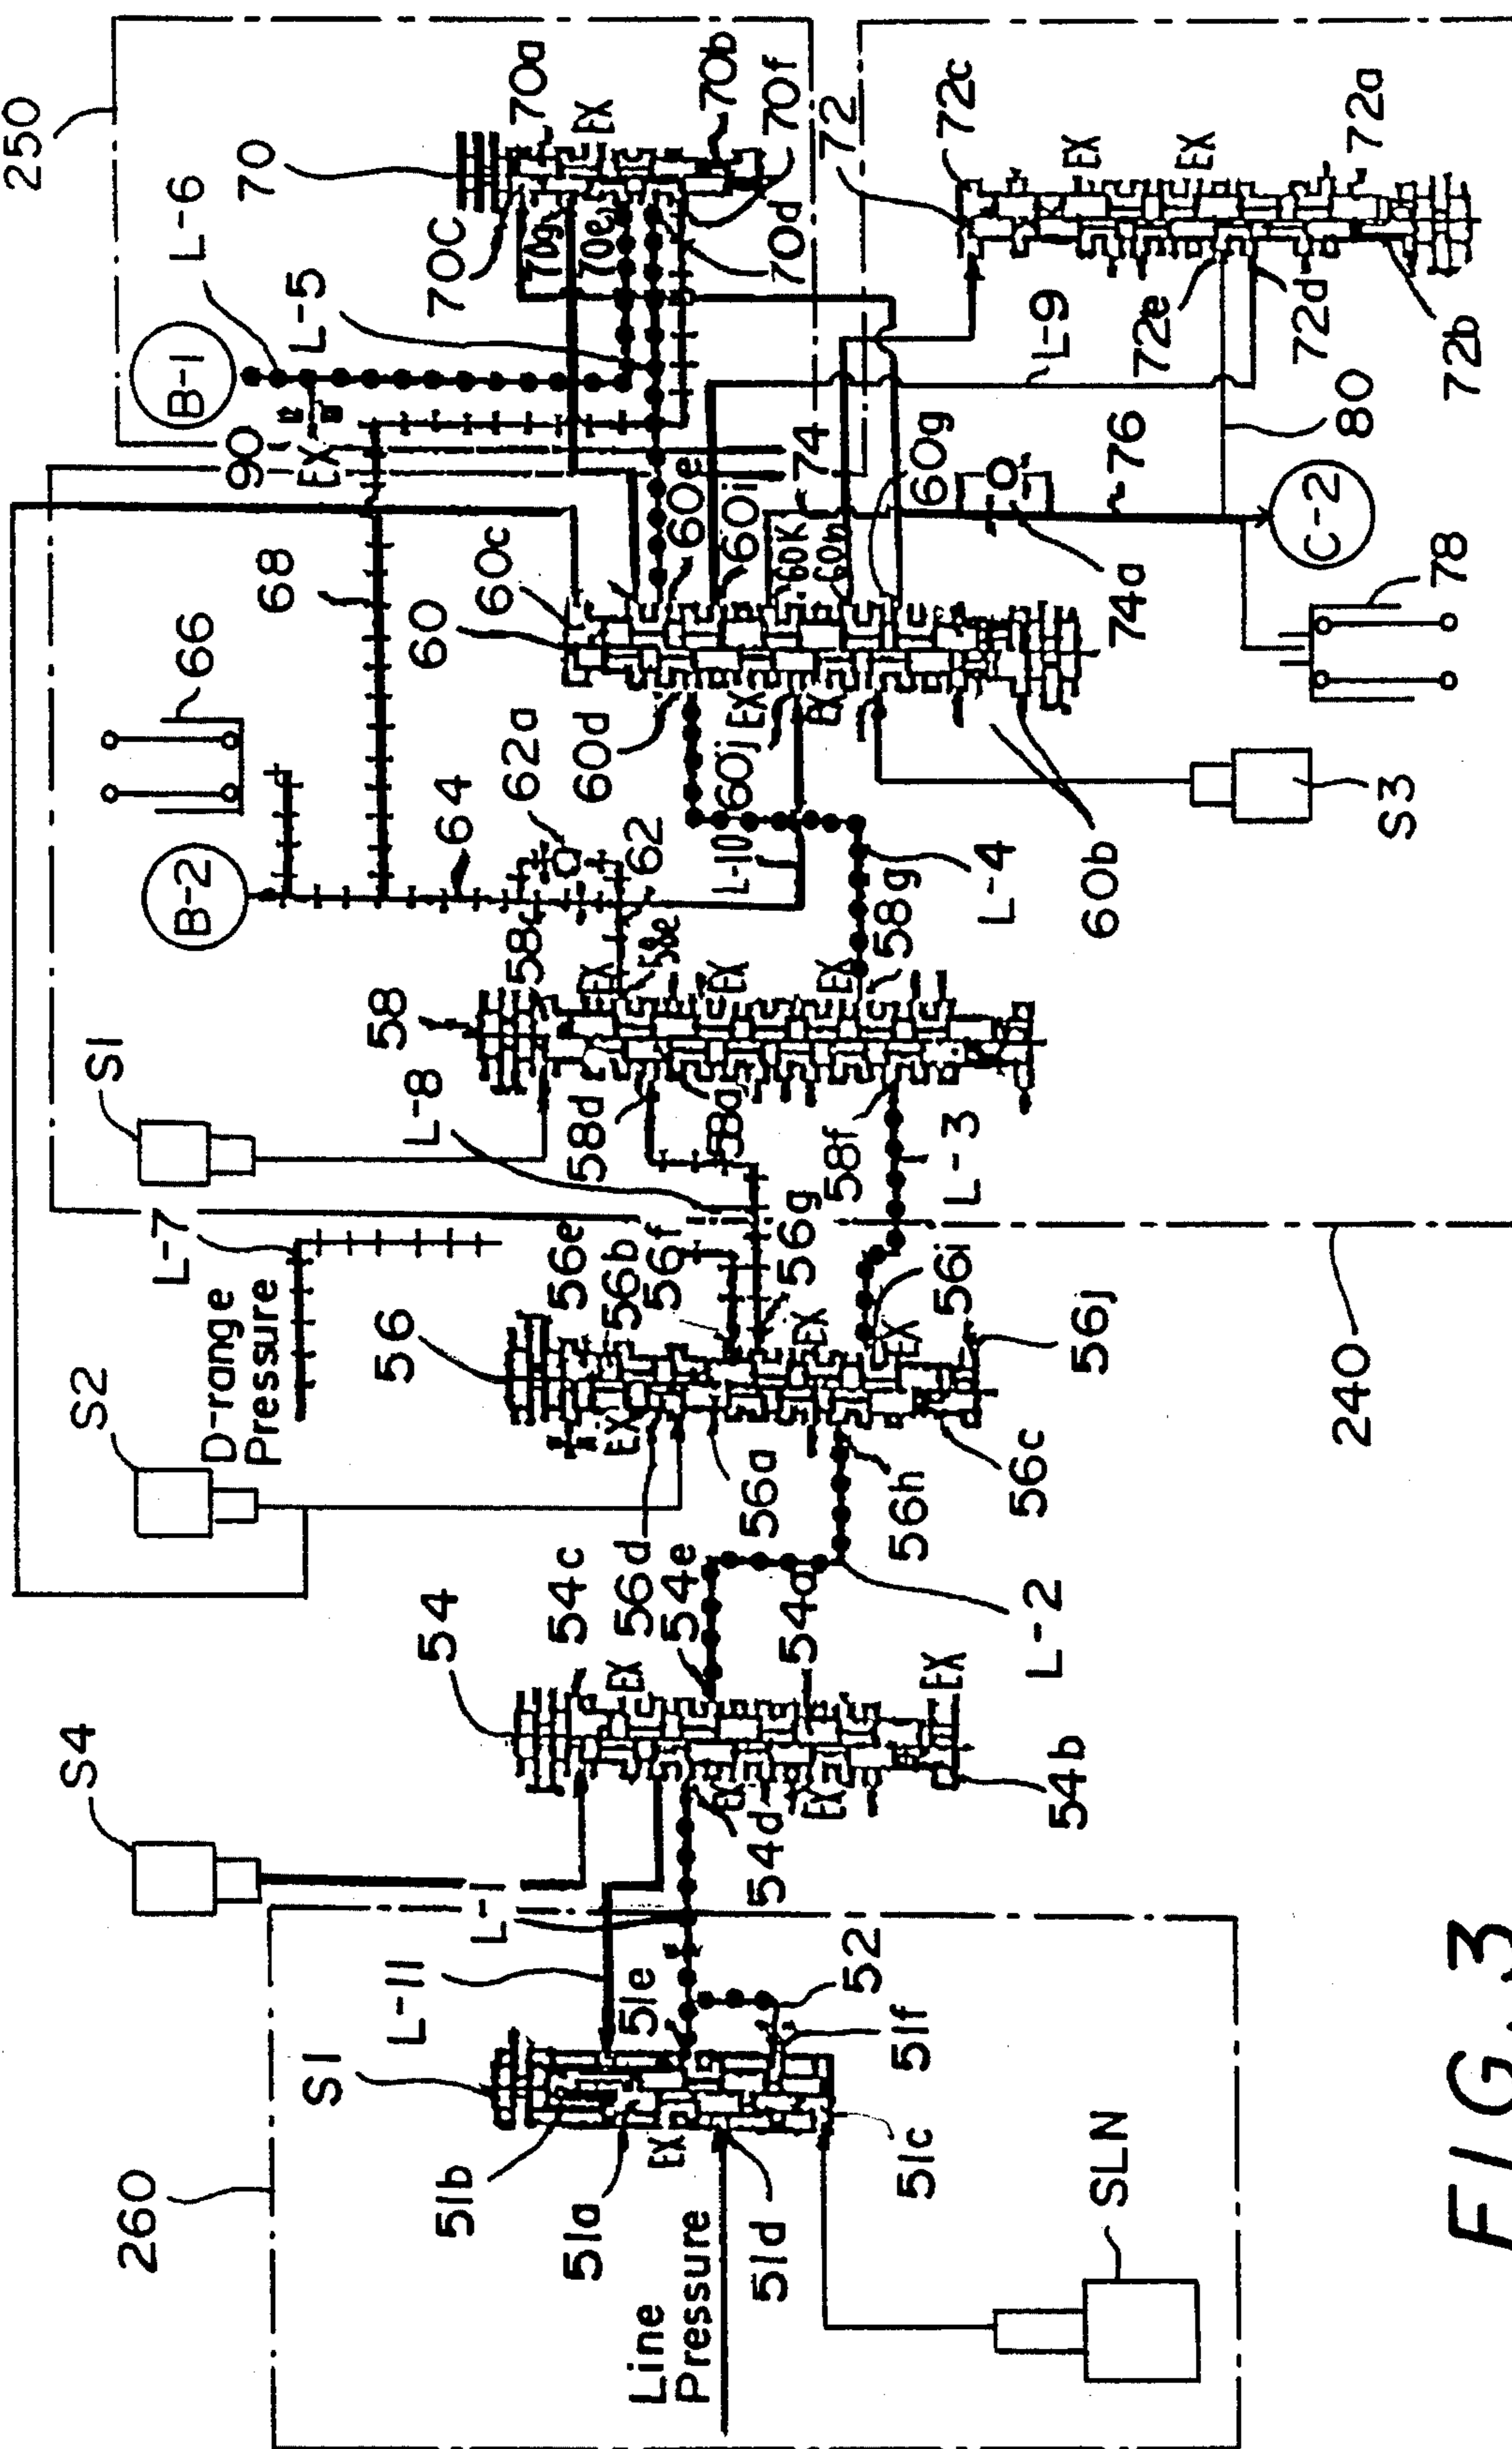 250
L-6
70
70a
EX
70b
70f
70C
70g
70e
70d
L-5
B-1
90
EX
72
72c
EX
EX
72a
72e
72d
72b
L-9
80
76
74
74a
60g
C-2
78
68
60c
60
60e
60i
60K
60h
66
60d
EX
60j
EX
62a
62
L-10
64
B-2
L-4
60b
S3
58g
58c
58e
EX
EX
EX
58
S1
L-8
58d
58a
58f
L-3
L-7
D-range
Pressure
56
56e
56b
56f
56g
EX
EX
56i
56j
240
S2
EX
56d
56a
56h
56c
L-2
54
54c
54e
EX
54a
EX
54d
EX
EX
54b
S4
L-1
L-11
51e
52
51f
S1
260
51b
51a
EX
51d
51c
Line
Pressure
SLN
FIG.3